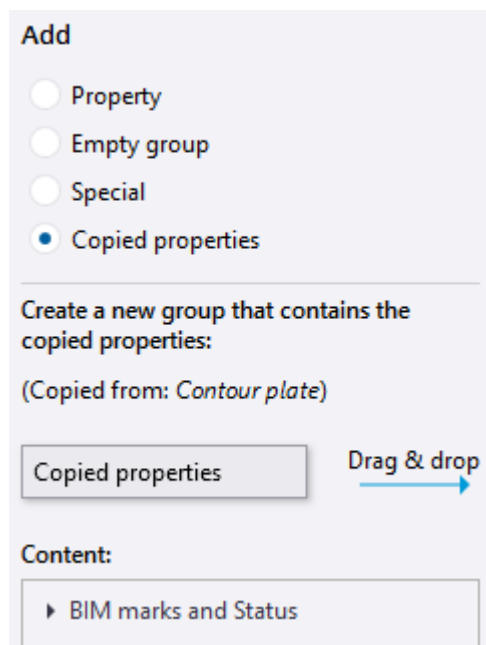 Add
Property
Empty group
Special
Copied properties
Create a new group that contains the
copied properties:
(Copied from: Contour plate)
Copied properties
Drag & drop
Content:
BIM marks and Status